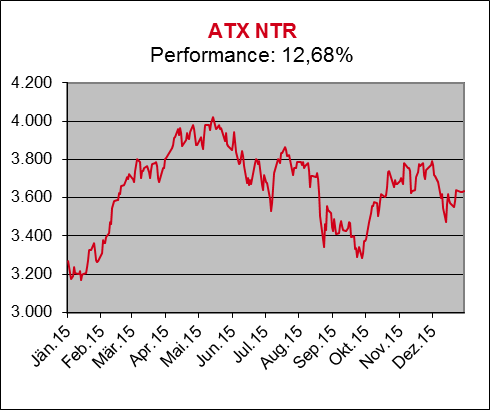 ATX NTR
Performance: 12,68%
4.200
4.000
3.800
3.600
3.400
3.200
3.000
Jän.15
Feb.15
Mär.15
Apr.15
Mai.15
Jun.15
Jul.15
Aug.15
Sep.15
Okt.15
Nov.15
Dez.15